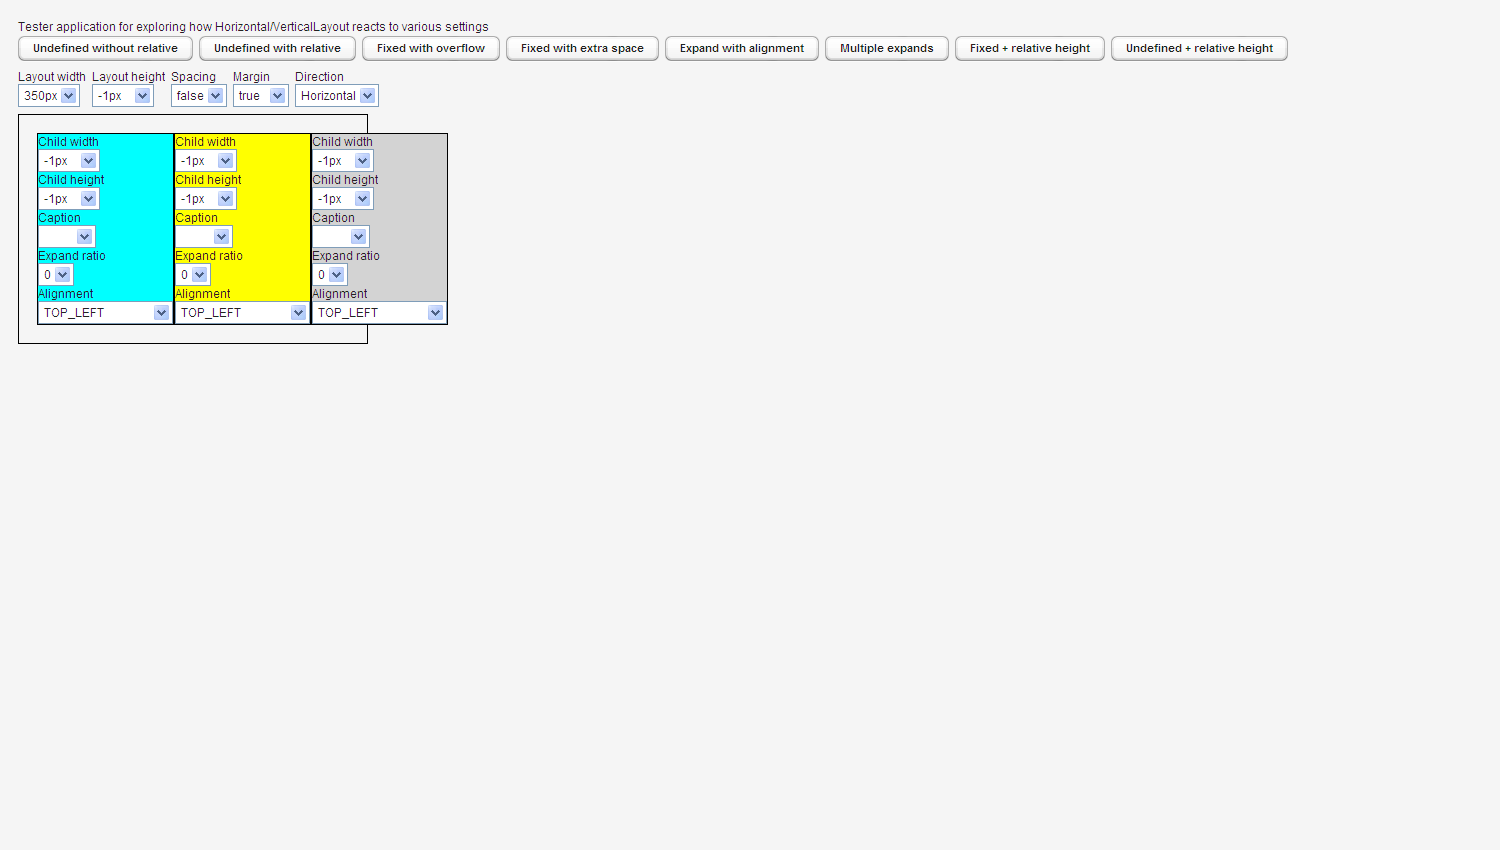 Tester application for exploring how Horizontal/VerticalLayout reacts to various settings
Undefined without relative Undefined with relative Fixed with overflow Fixed with extra space Expand with alignment Multiple expands Fixed + relative height Undefined + relative height
Layout width Layout height Spacing Margin Direction
350px -1px false true Horizontal
Child width Child width Child width
-1px -1px -1px
Child height Child height Child height
-1px -1px -1px
Caption Caption Caption
Expand ratio Expand ratio Expand ratio
0 0 0
Alignment Alignment Alignment
TOP_LEFT TOP_LEFT TOP_LEFT